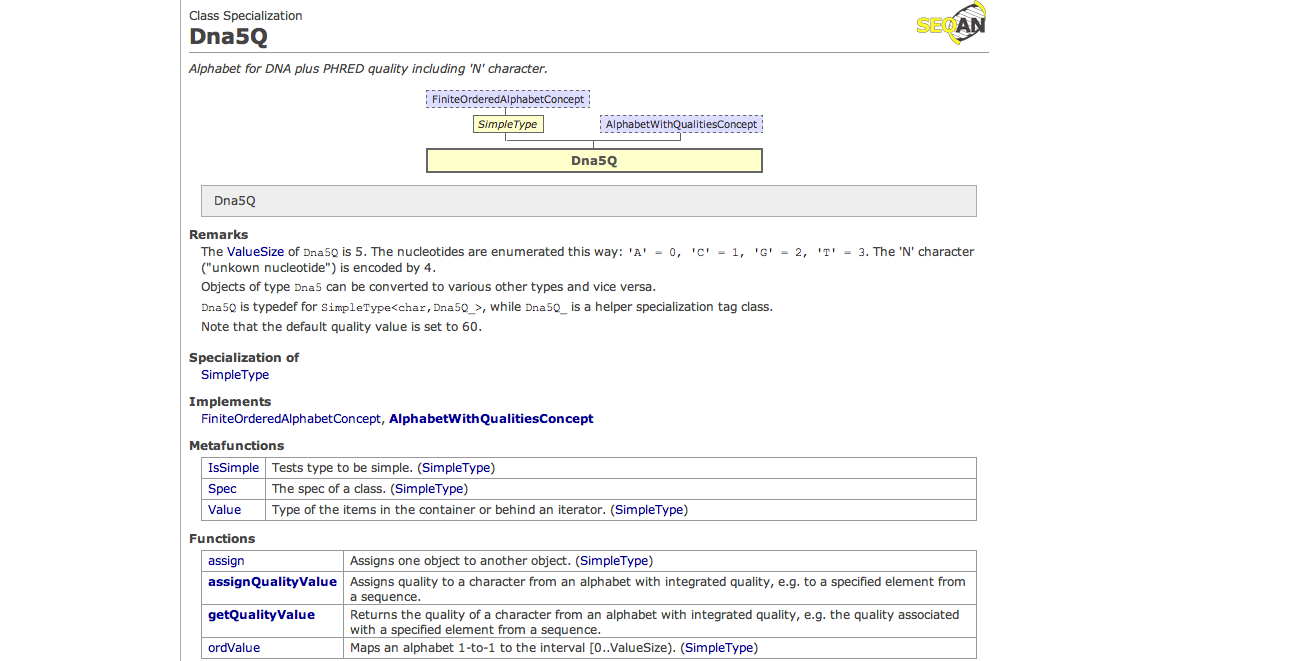 Class Specialization
Dna5Q
SEQAN
Alphabet for DNA plus PHRED quality including 'N' character.
FiniteOrderedAlphabetConcept
SimpleType
AlphabetWithQualitiesConcept
Dna5Q
Dna5Q
Remarks
The ValueSize of Dna5Q is 5. The nucleotides are enumerated this way: 'A' = 0, 'C' = 1, 'G' = 2, 'T' = 3. The 'N' character
("unkown nucleotide") is encoded by 4.
Objects of type Dna5 can be converted to various other types and vice versa.
Dna5Q is typedef for SimpleType<char,Dna5Q_>, while Dna5Q_ is a helper specialization tag class.
Note that the default quality value is set to 60.
Specialization of
SimpleType
Implements
FiniteOrderedAlphabetConcept, AlphabetWithQualitiesConcept
Metafunctions
IsSimple Tests type to be simple. (SimpleType)
Spec The spec of a class. (SimpleType)
Value Type of the items in the container or behind an iterator. (SimpleType)
Functions
assign Assigns one object to another object. (SimpleType)
assignQualityValue Assigns quality to a character from an alphabet with integrated quality, e.g. to a specified element from
a sequence.
getQualityValue Returns the quality of a character from an alphabet with integrated quality, e.g. the quality associated
with a specified element from a sequence.
ordValue Maps an alphabet 1-to-1 to the interval [0..ValueSize). (SimpleType)